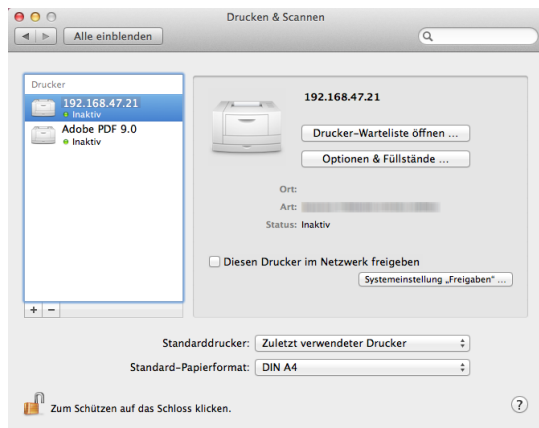 Drucken & Scannen
Alle einblenden
Drucker
192.168.47.21
Inaktiv
Adobe PDF 9.0
Inaktiv
192.168.47.21
Drucker-Warteliste öffnen ...
Optionen & Füllstände ...
Ort:
Art:
Status: Inaktiv
Diesen Drucker im Netzwerk freigeben
Systemeinstellung „Freigaben“ ...
+ −
Standarddrucker: Zuletzt verwendeter Drucker
Standard-Papierformat: DIN A4
Zum Schützen auf das Schloss klicken.
?